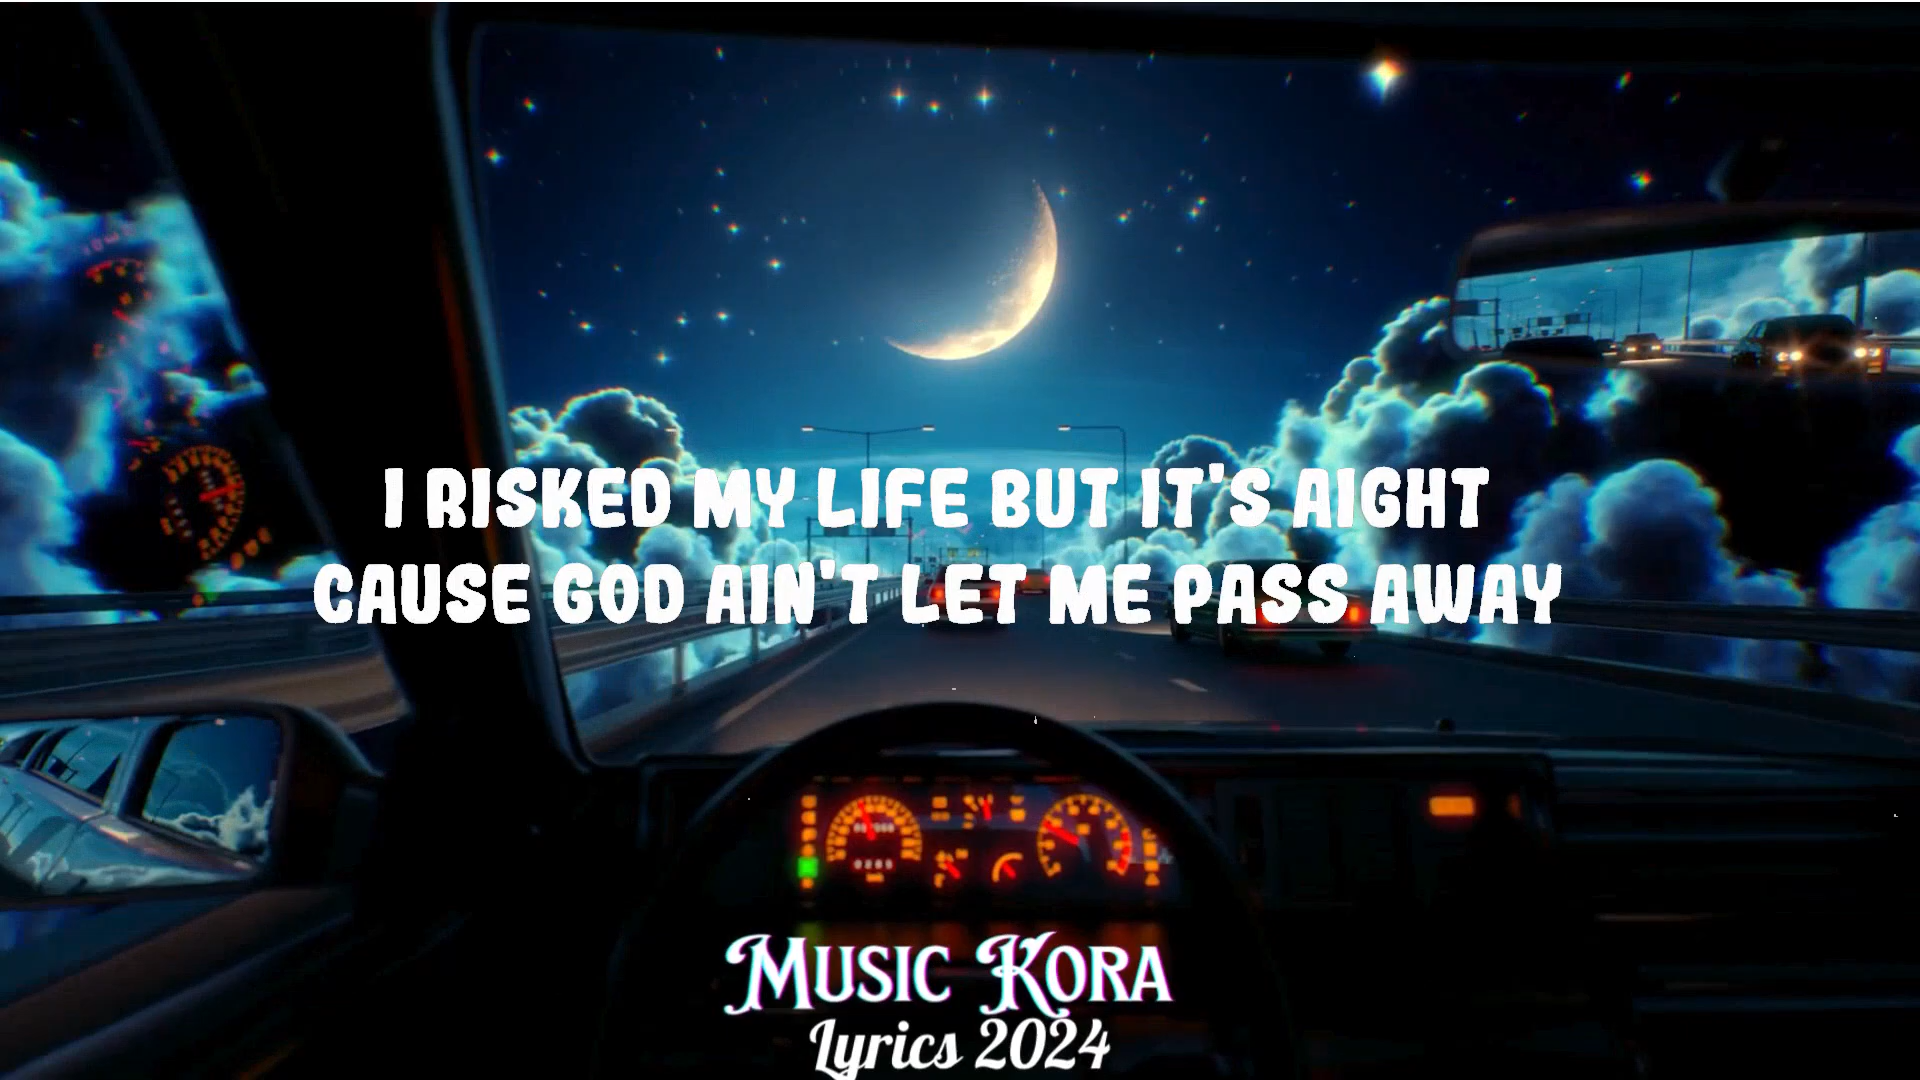 I RISKED MY LIFE BUT IT'S AIGHT
CAUSE GOD AIN'T LET ME PASS AWAY
MUSIC KORA
Lyrics 2024